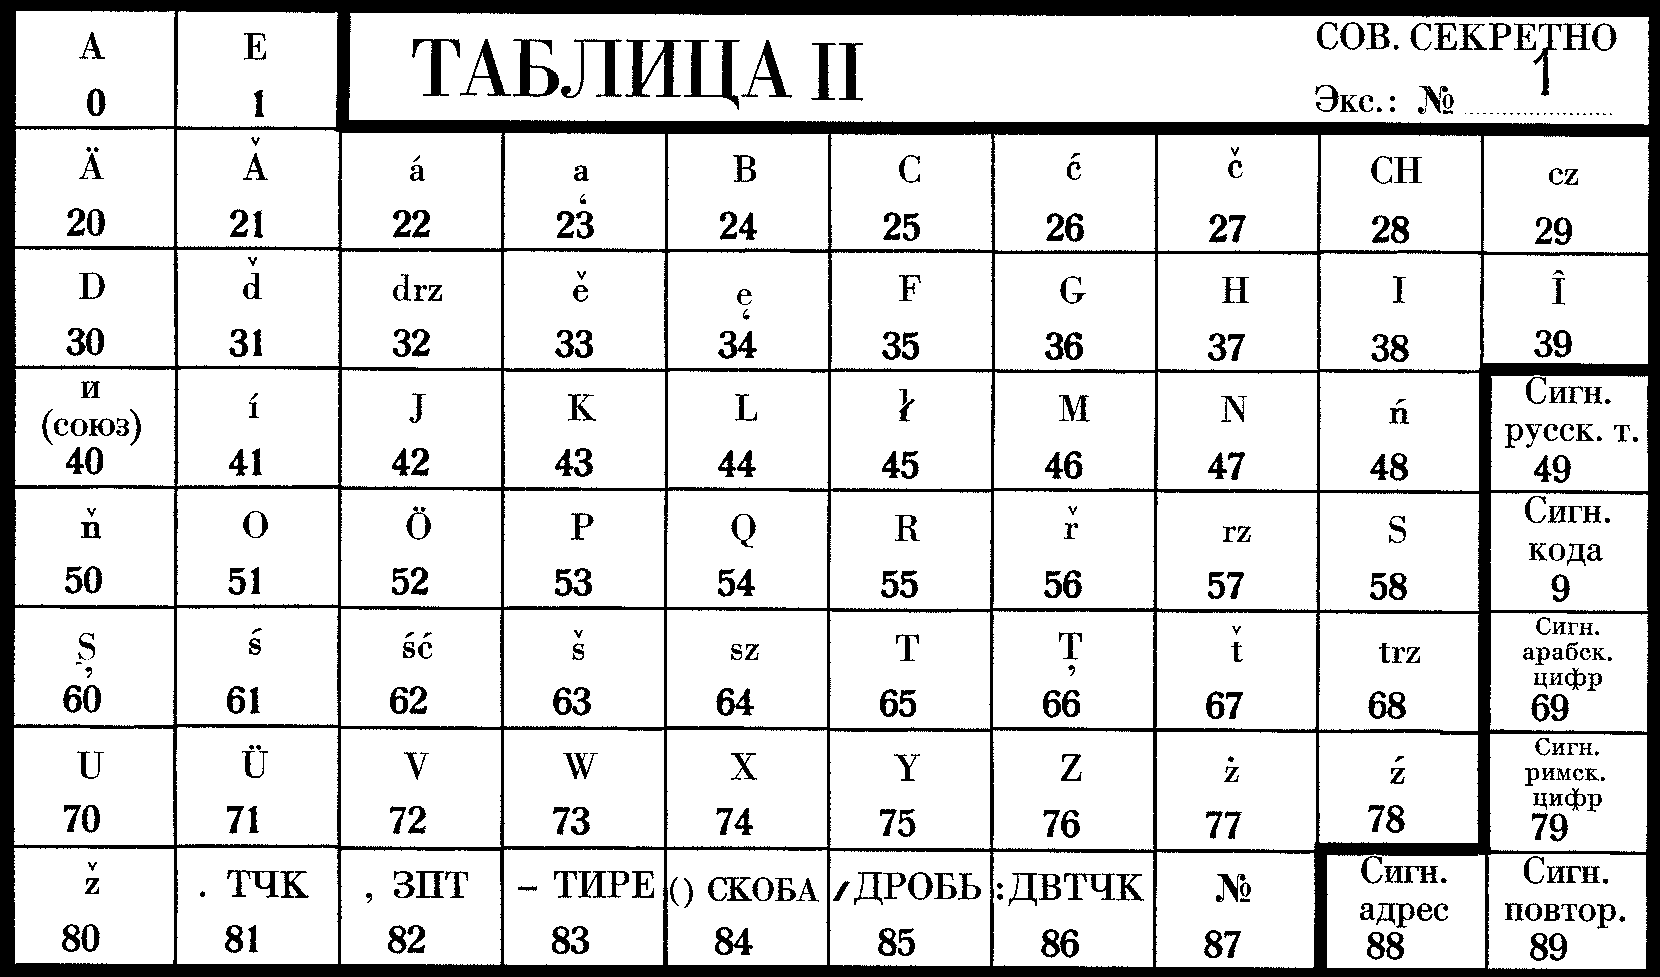 А Е ТАБЛИЦА II СОВ. СЕКРЕТНО
0 1 Экс.: № 1
Ä Ǎ á ą B C ć č CH cz
20 21 22 23 24 25 26 27 28 29
D ď drz ě ę F G H I Î
30 31 32 33 34 35 36 37 38 39
и (союз) í J K L ł M N ń Сигн. русск. т.
40 41 42 43 44 45 46 47 48 49
ň O Ö P Q R ř rz S Сигн. кода
50 51 52 53 54 55 56 57 58 9
Ș ś ść š sz T Ț ť trz Сигн. арабск. цифр
60 61 62 63 64 65 66 67 68 69
U Ü V W X Y Z ż ź Сигн. римск. цифр
70 71 72 73 74 75 76 77 78 79
ž . ТЧК , ЗПТ – ТИРЕ () СКОБА / ДРОБЬ : ДВТЧК № Сигн. адрес Сигн. повтор.
80 81 82 83 84 85 86 87 88 89